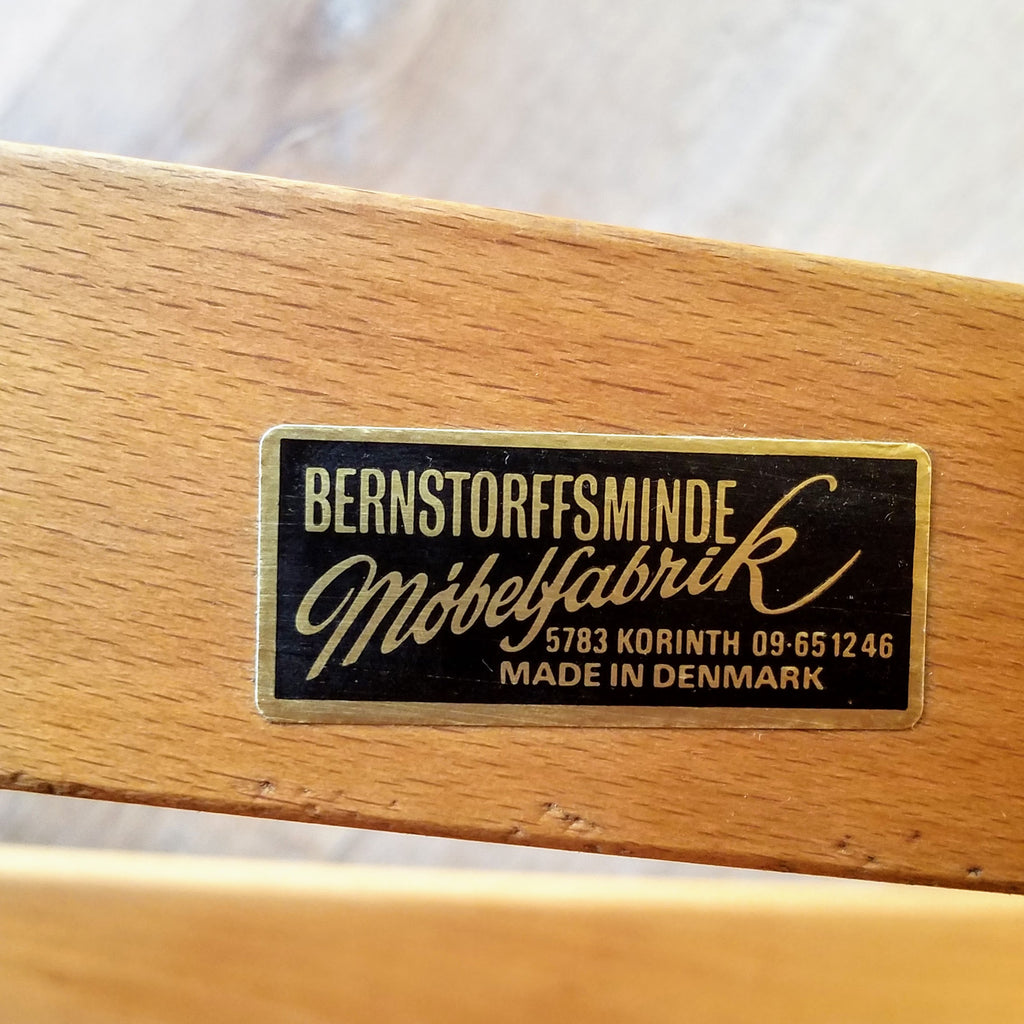 BERNSTORFFSMINDE
Møbelfabrik
5783 KORINTH 09·651246
MADE IN DENMARK